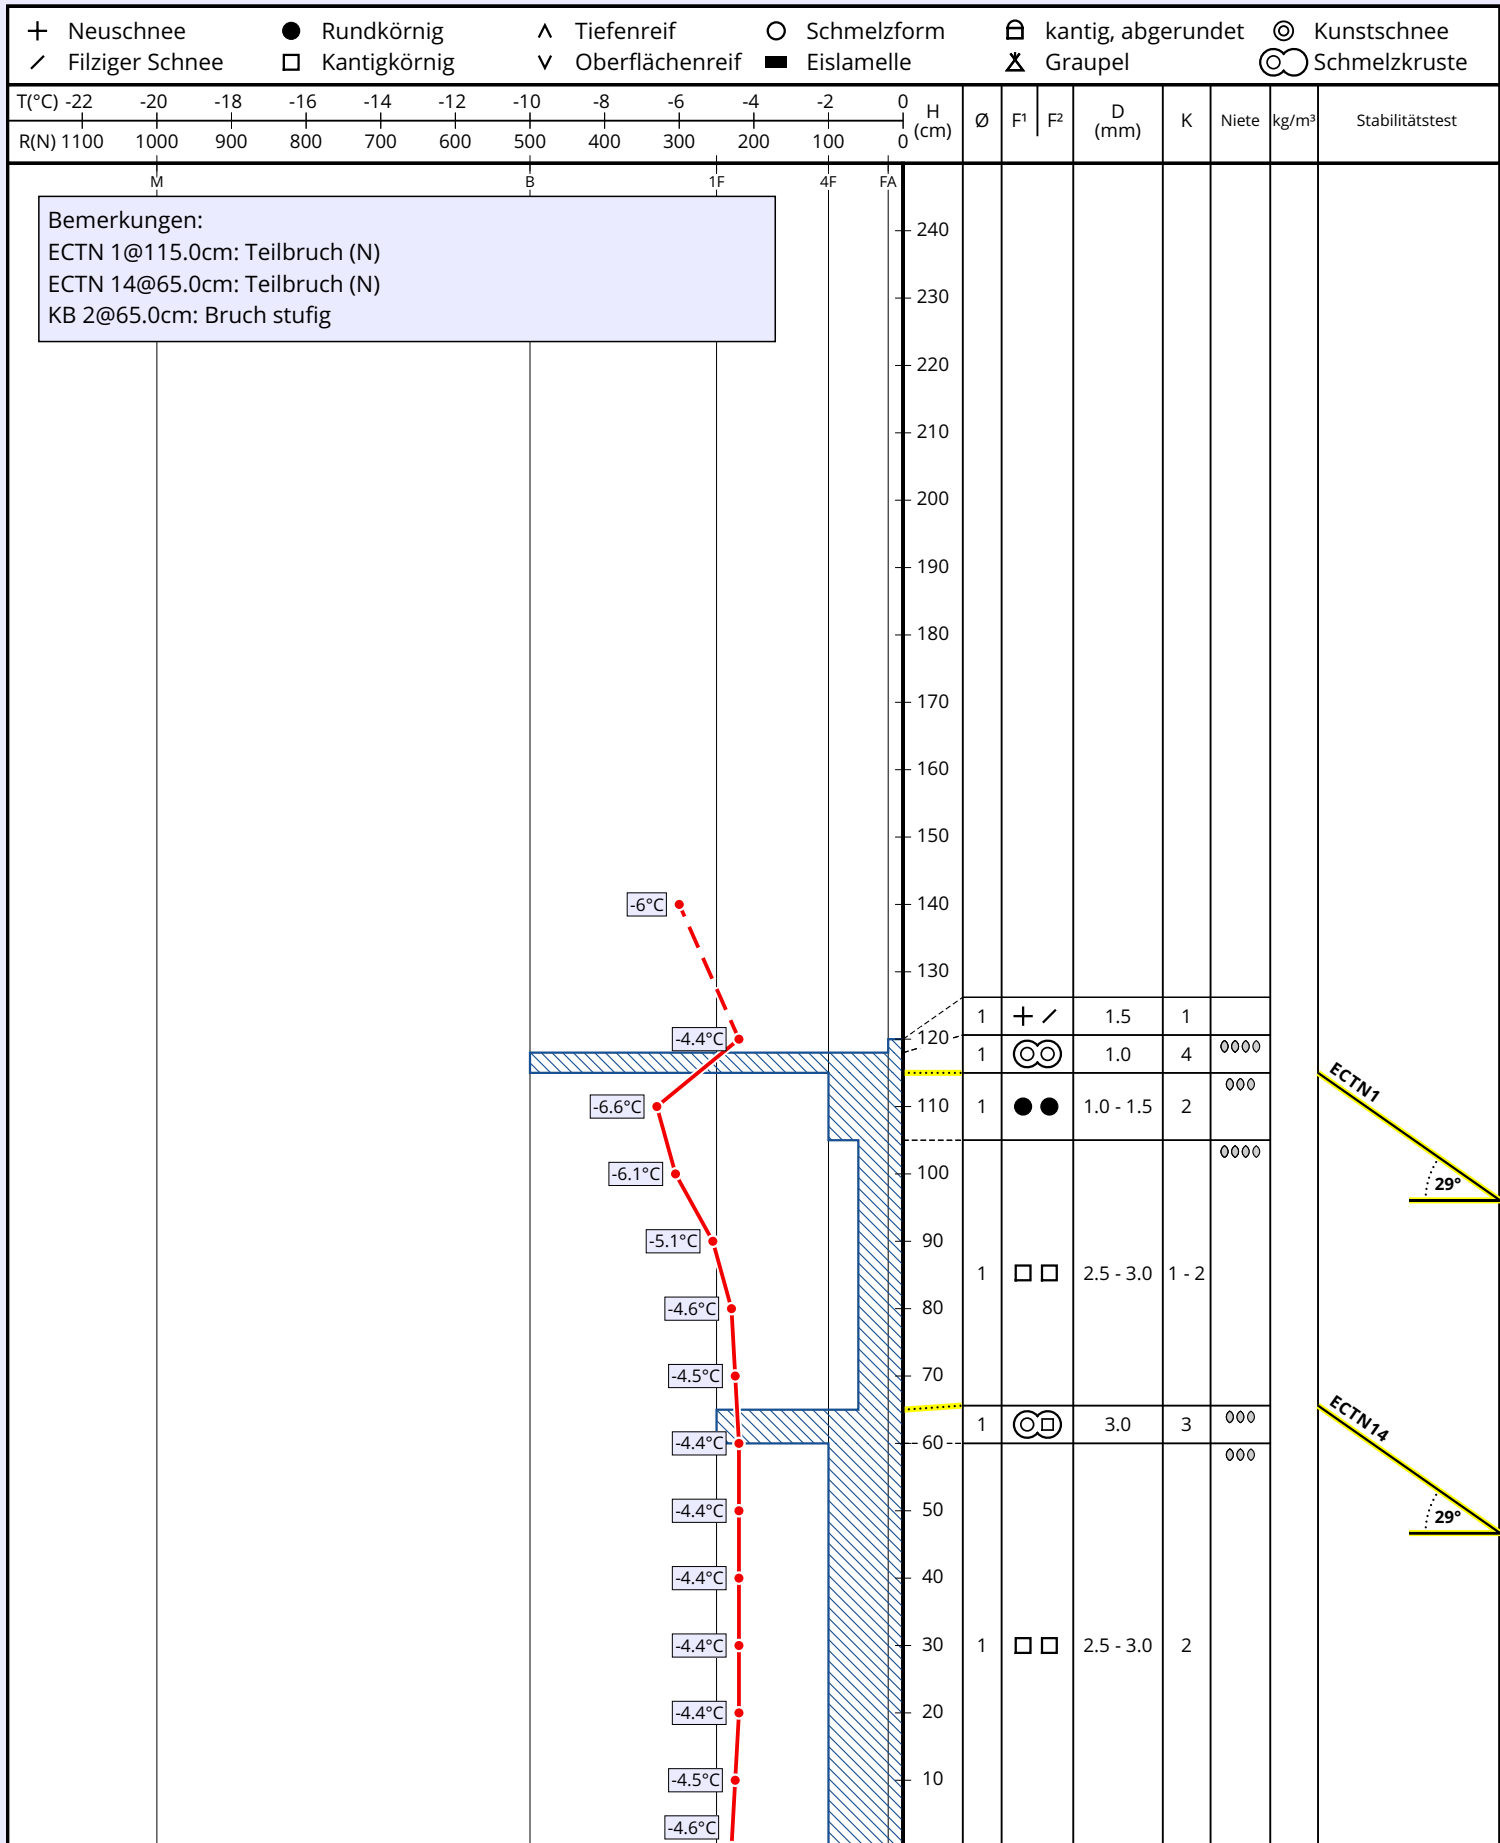 Neuschnee Rundkörnig Tiefenreif Schmelzform kantig, abgerundet Kunstschnee
Filziger Schnee Kantigkörnig Oberflächenreif Eislamelle Graupel Schmelzkruste
T(°C) -22 -20 -18 -16 -14 -12 -10 -8 -6 -4 -2 0
R(N) 1100 1000 900 800 700 600 500 400 300 200 100 0
H (cm) Ø F¹ F² D (mm) K Niete kg/m³ Stabilitätstest
M B 1F 4F FA
Bemerkungen:
ECTN 1@115.0cm: Teilbruch (N)
ECTN 14@65.0cm: Teilbruch (N)
KB 2@65.0cm: Bruch stufig
240
230
220
210
200
190
180
170
160
150
-6°C 140
130
1 1.5 1
-4.4°C 120
1 1.0 4
ECTN1
-6.6°C 110 1 1.0 - 1.5 2
-6.1°C 100
29°
-5.1°C 90
1 2.5 - 3.0 1 - 2
-4.6°C 80
-4.5°C 70
ECTN14
1 3.0 3
-4.4°C 60
-4.4°C 50
29°
-4.4°C 40
-4.4°C 30 1 2.5 - 3.0 2
-4.4°C 20
-4.5°C 10
-4.6°C